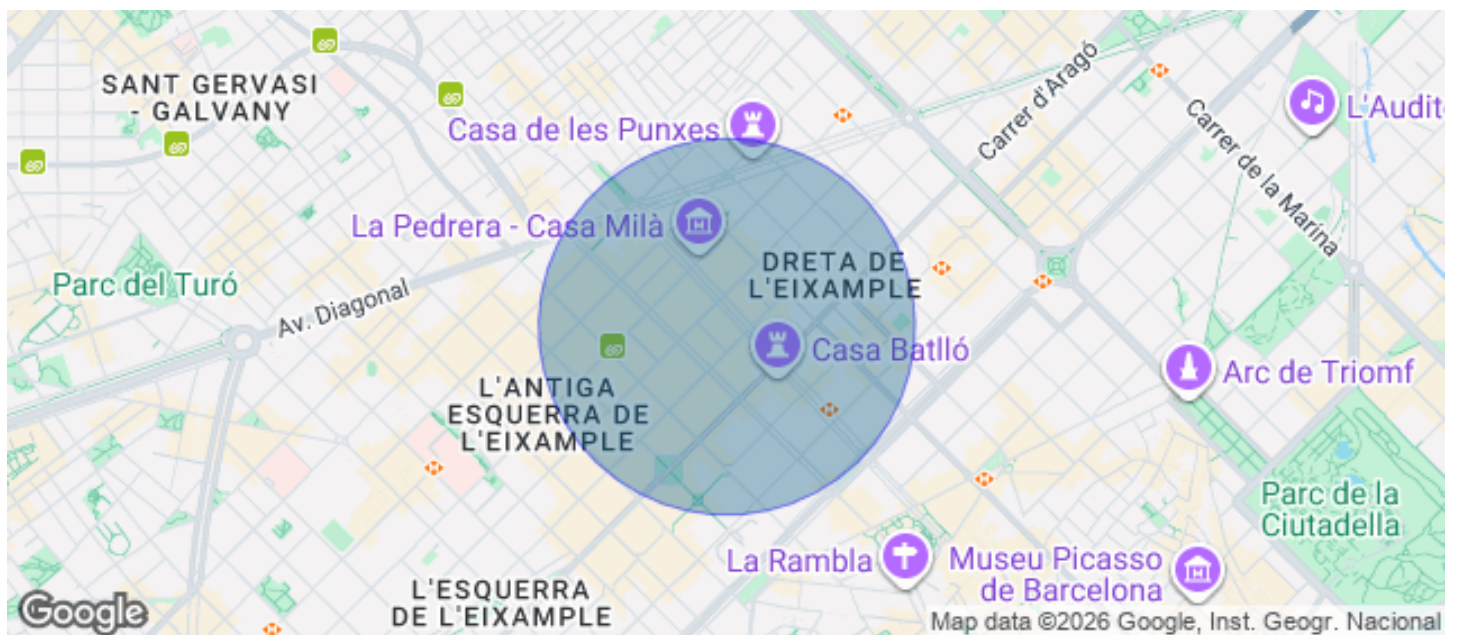 SANT GERVASI
- GALVANY
Casa de les Punxes
Carrer d'Aragó
Carrer de la Marina
L'Audit
La Pedrera - Casa Milà
DRETA DE
L'EIXAMPLE
Parc del Turó
Av. Diagonal
Casa Batlló
Arc de Triomf
L'ANTIGA
ESQUERRA DE
L'EIXAMPLE
Parc de la
Ciutadella
La Rambla
Museu Picasso
de Barcelona
L'ESQUERRA
DE L'EIXAMPLE
Google
Map data ©2026 Google, Inst. Geogr. Nacional